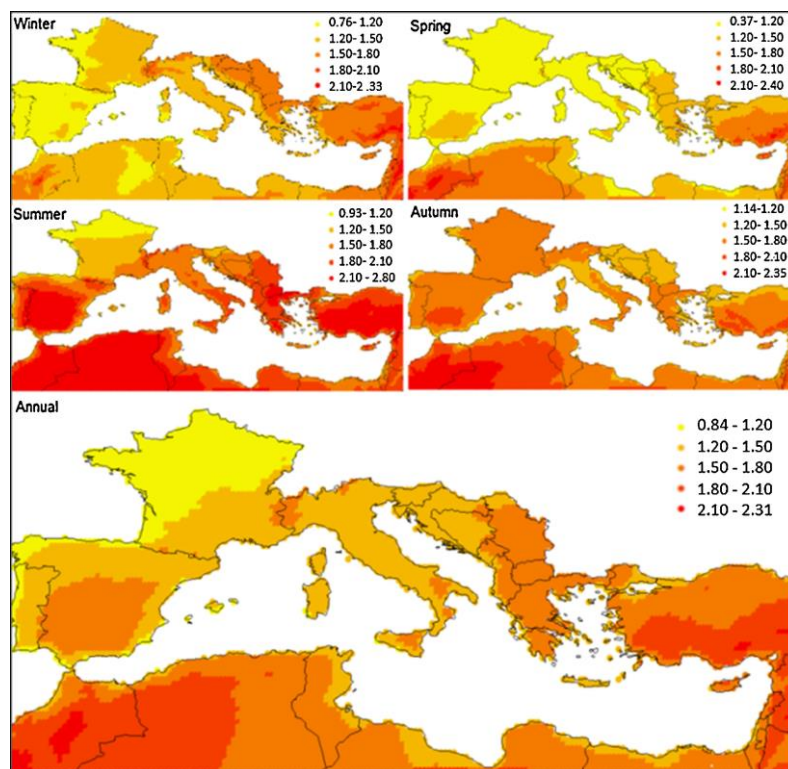 Winter
0.76- 1.20
1.20- 1.50
1.50- 1.80
1.80- 2.10
2.10-2 .33
Spring
0.37- 1.20
1.20- 1.50
1.50- 1.80
1.80- 2.10
2.10- 2.40
Summer
0.93- 1.20
1.20- 1.50
1.50- 1.80
1.80 - 2.10
2.10 - 2.80
Autumn
1.14-1.20
1.20- 1.50
1.50- 1.80
1.80- 2.10
2.10- 2.35
Annual
0.84 - 1.20
1.20 - 1.50
1.50 - 1.80
1.80 - 2.10
2.10 - 2.31